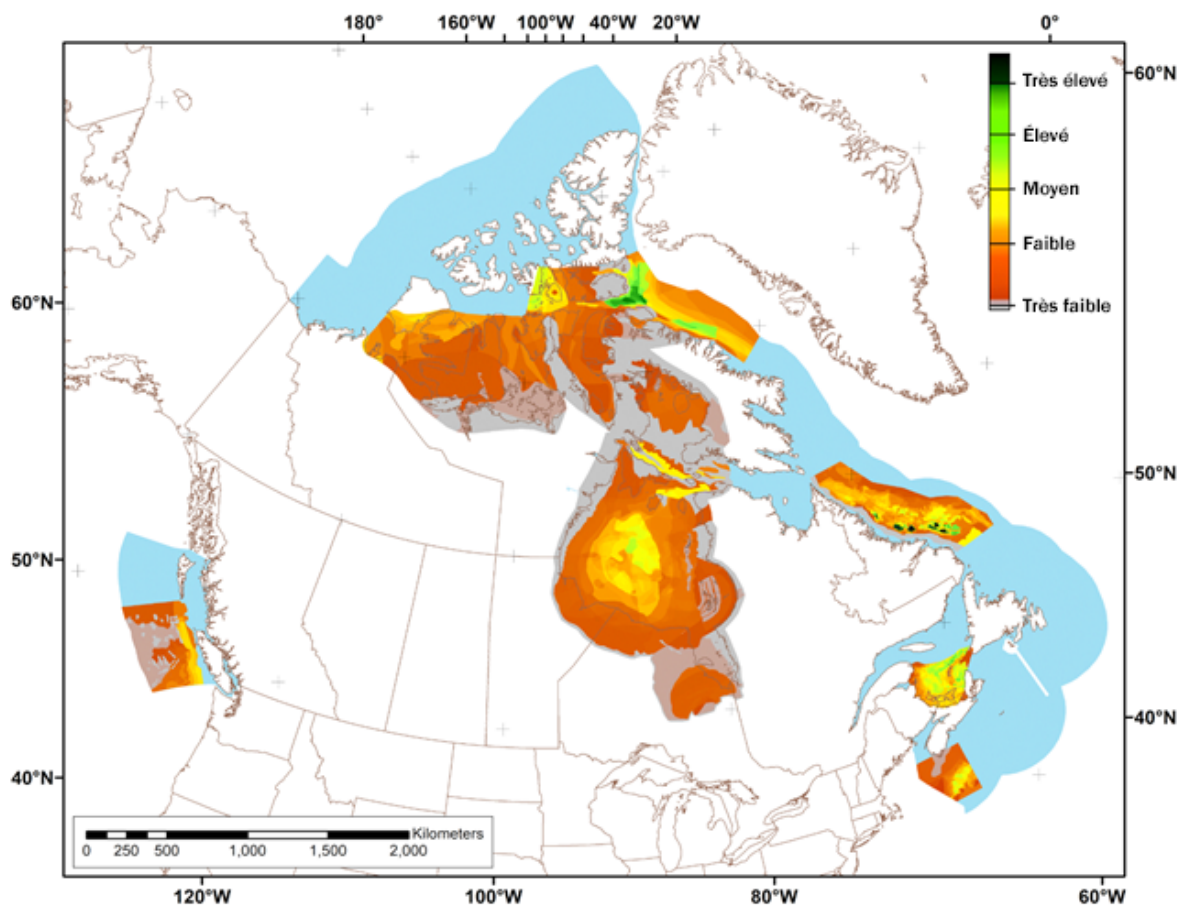 180° 160°W 100°W 40°W 20°W 0°
Très élevé
60°N
Élevé
Moyen
Faible
60°N
Très faible
50°N
50°N
40°N
40°N
Kilometers
0 250 500 1,000 1,500 2,000
120°W 100°W 80°W 60°W